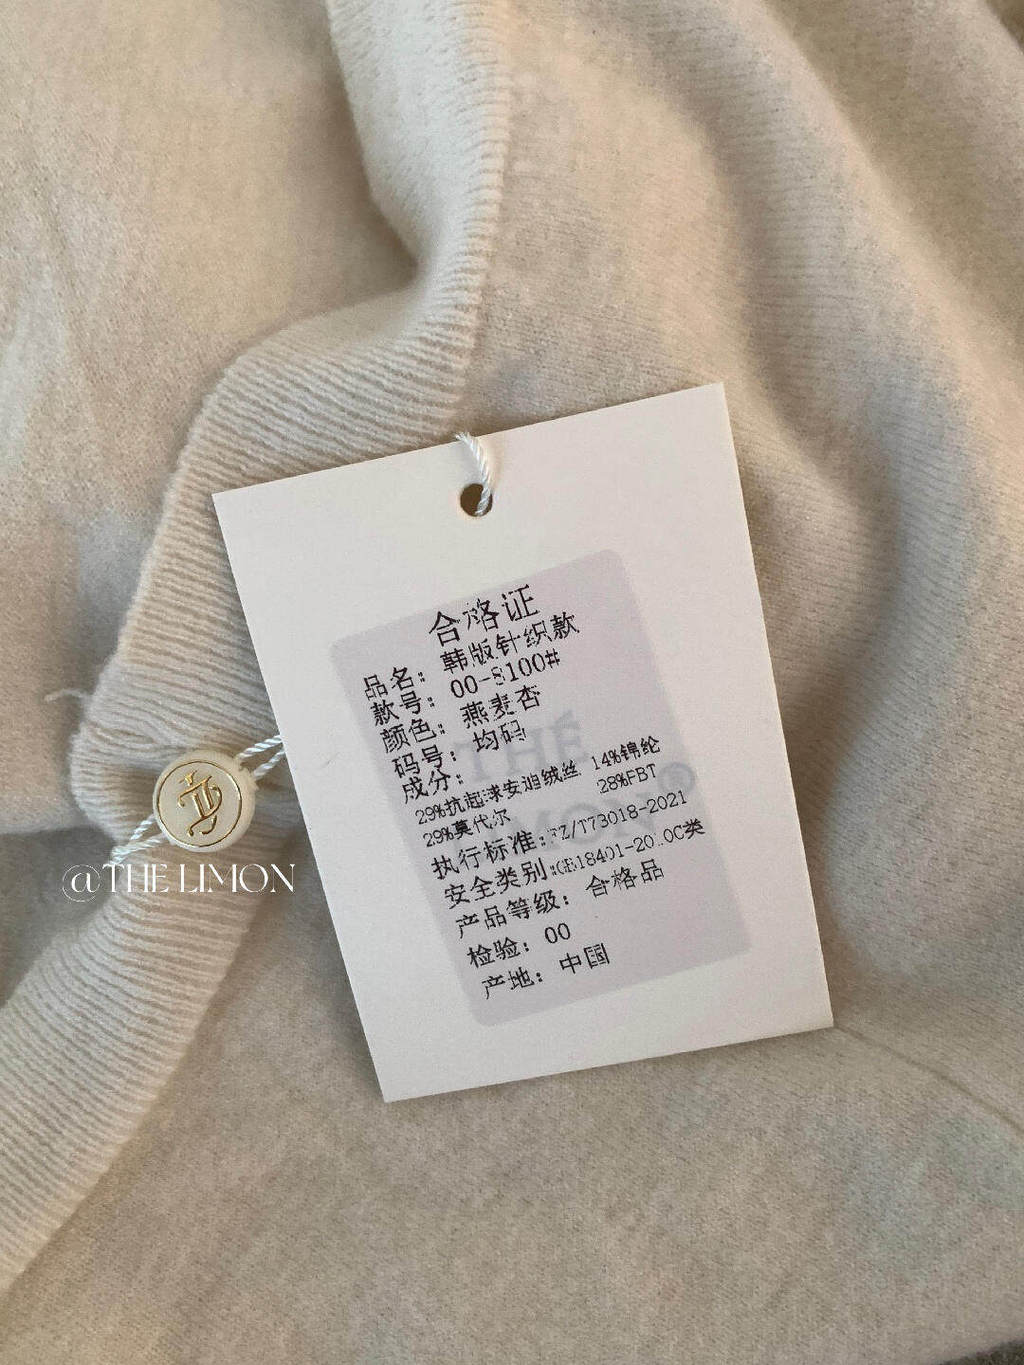 合格证
品名：韩版针织款
款号：00-8100#
颜色：燕麦杏
码号：均码
成分：
29%抗起球安迪绒丝 14%锦纶
29%莫代尔 28%FBT
执行标准:FZ/T73018-2021
安全类别:GB18401-2010C类
产品等级：合格品
检验：00
产地：中国
@THE LIMON